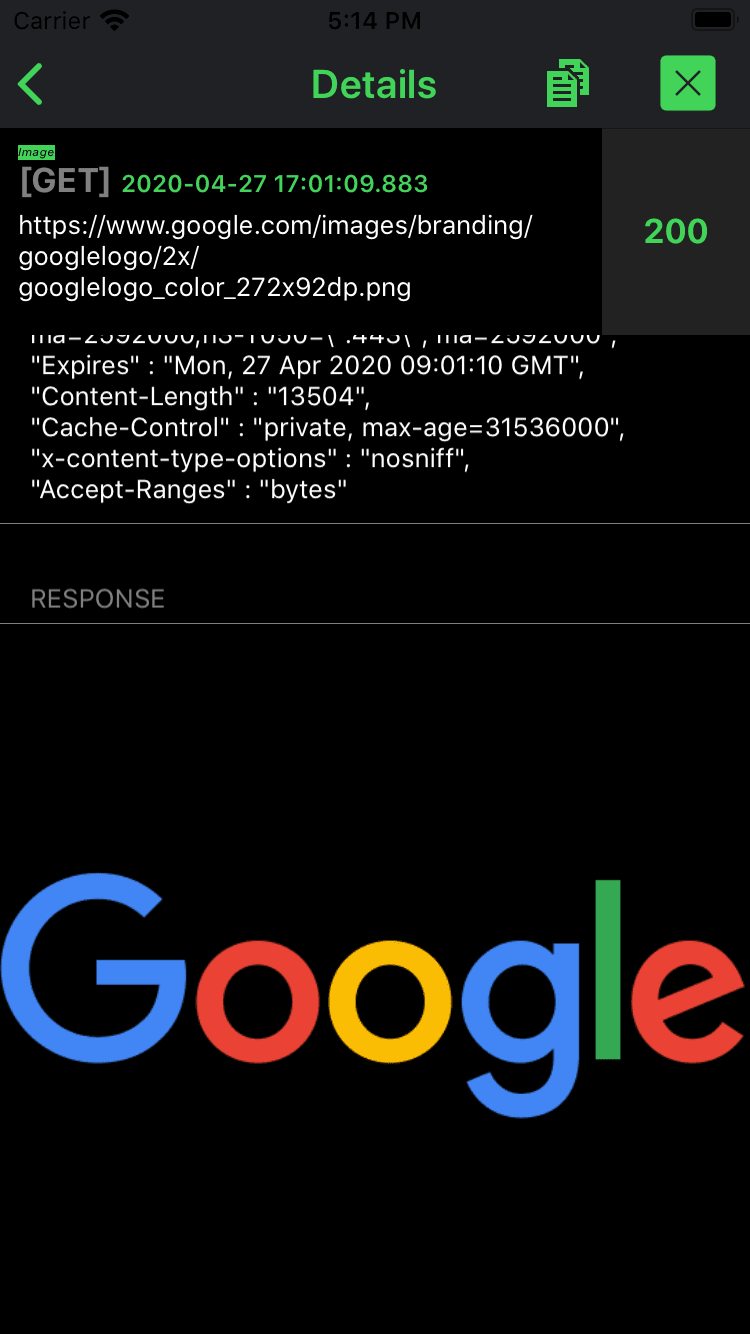 Carrier 5:14 PM
Details
Image
[GET] 2020-04-27 17:01:09.883
200
https://www.google.com/images/branding/
googlelogo/2x/
googlelogo_color_272x92dp.png
"Expires" : "Mon, 27 Apr 2020 09:01:10 GMT",
"Content-Length" : "13504",
"Cache-Control" : "private, max-age=31536000",
"x-content-type-options" : "nosniff",
"Accept-Ranges" : "bytes"
RESPONSE
Google